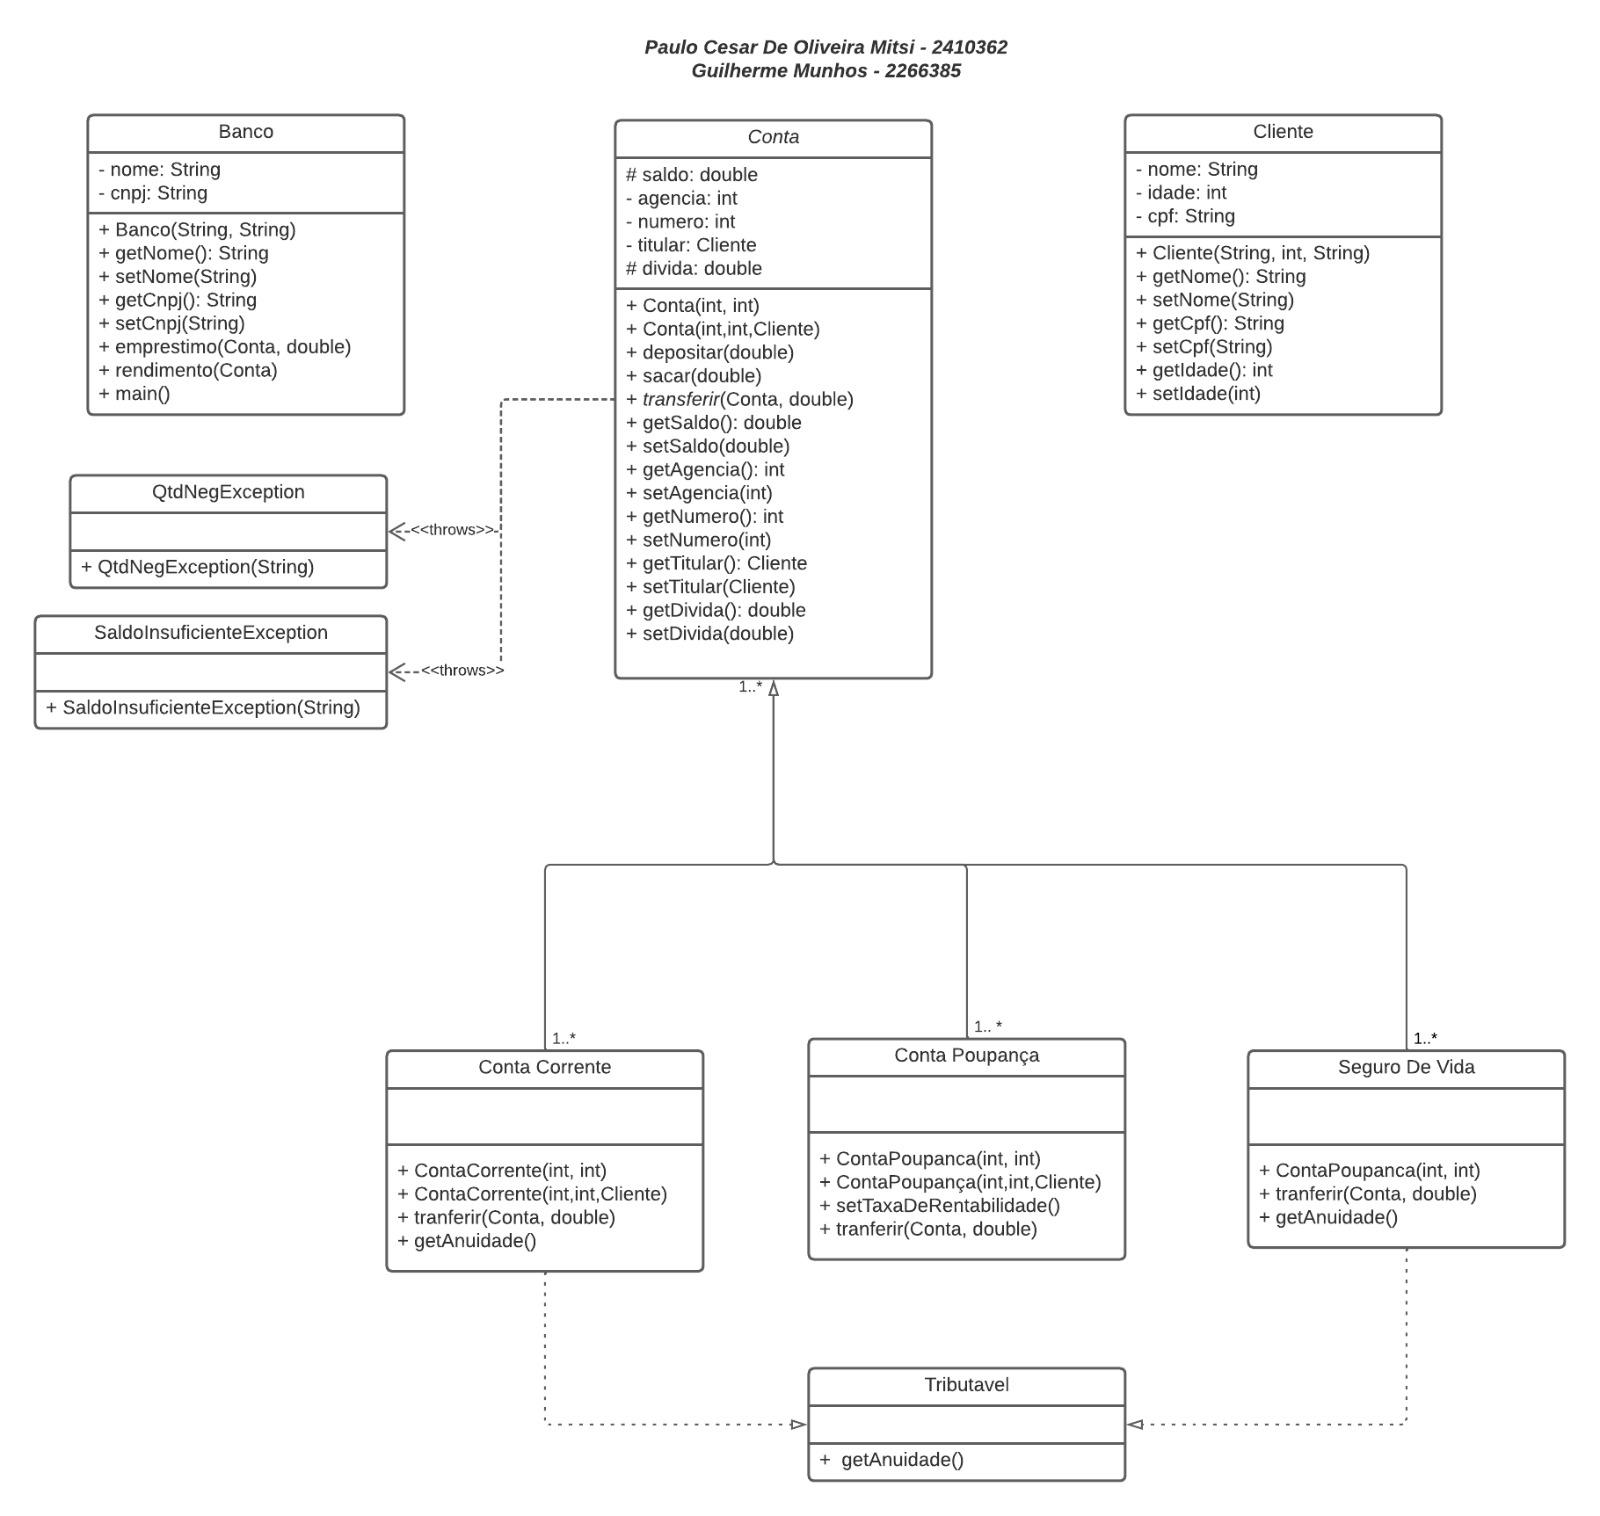 Paulo Cesar De Oliveira Mitsi - 2410362
Guilherme Munhos - 2266385
Banco
- nome: String
- cnpj: String
+ Banco(String, String)
+ getNome(): String
+ setNome(String)
+ getCnpj(): String
+ setCnpj(String)
+ emprestimo(Conta, double)
+ rendimento(Conta)
+ main()
Conta
# saldo: double
- agencia: int
- numero: int
- titular: Cliente
# divida: double
+ Conta(int, int)
+ Conta(int,int,Cliente)
+ depositar(double)
+ sacar(double)
+ transferir(Conta, double)
+ getSaldo(): double
+ setSaldo(double)
+ getAgencia(): int
+ setAgencia(int)
+ getNumero(): int
+ setNumero(int)
+ getTitular(): Cliente
+ setTitular(Cliente)
+ getDivida(): double
+ setDivida(double)
Cliente
- nome: String
- idade: int
- cpf: String
+ Cliente(String, int, String)
+ getNome(): String
+ setNome(String)
+ getCpf(): String
+ setCpf(String)
+ getIdade(): int
+ setIdade(int)
QtdNegException
+ QtdNegException(String)
<<throws>>
SaldoInsuficienteException
+ SaldoInsuficienteException(String)
<<throws>>
1..*
1..*
Conta Corrente
+ ContaCorrente(int, int)
+ ContaCorrente(int,int,Cliente)
+ tranferir(Conta, double)
+ getAnuidade()
1.. *
Conta Poupança
+ ContaPoupanca(int, int)
+ ContaPoupança(int,int,Cliente)
+ setTaxaDeRentabilidade()
+ tranferir(Conta, double)
1..*
Seguro De Vida
+ ContaPoupanca(int, int)
+ tranferir(Conta, double)
+ getAnuidade()
Tributavel
+ getAnuidade()